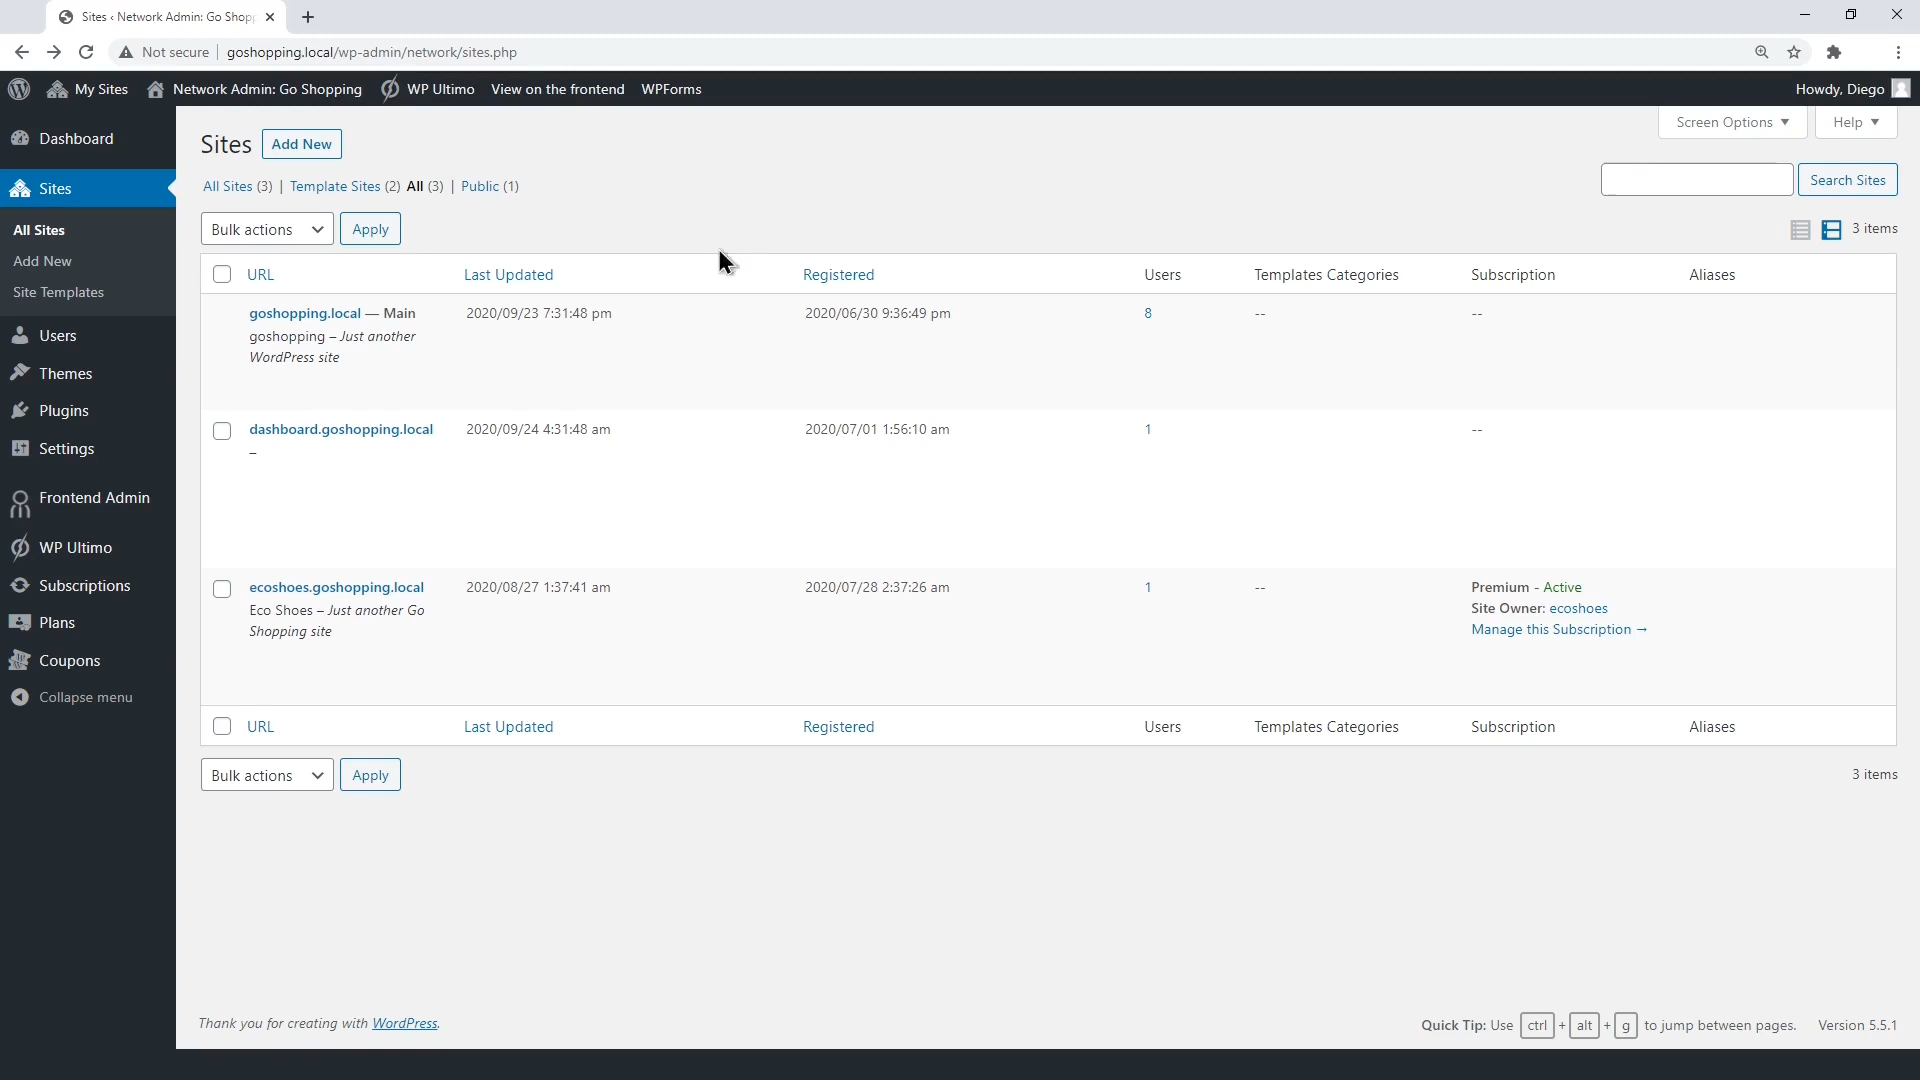 Sites ‹ Network Admin: Go Shopp
Not secure
goshopping.local/wp-admin/network/sites.php
My Sites
Network Admin: Go Shopping
WP Ultimo
View on the frontend
WPForms
Howdy, Diego
Dashboard
Sites
All Sites
Add New
Site Templates
Users
Themes
Plugins
Settings
Frontend Admin
WP Ultimo
Subscriptions
Plans
Coupons
Collapse menu
Screen Options ▼
Help ▼
Sites
Add New
All Sites (3) | Template Sites (2) All (3) | Public (1)
Search Sites
Bulk actions
Apply
3 items
URL Last Updated Registered Users Templates Categories Subscription Aliases
goshopping.local — Main 2020/09/23 7:31:48 pm 2020/06/30 9:36:49 pm 8 -- --
goshopping – Just another
WordPress site
dashboard.goshopping.local 2020/09/24 4:31:48 am 2020/07/01 1:56:10 am 1 --
–
ecoshoes.goshopping.local 2020/08/27 1:37:41 am 2020/07/28 2:37:26 am 1 -- Premium - Active
Eco Shoes – Just another Go Site Owner: ecoshoes
Shopping site Manage this Subscription →
URL Last Updated Registered Users Templates Categories Subscription Aliases
Bulk actions
Apply
3 items
Thank you for creating with WordPress.
Quick Tip: Use ctrl + alt + g to jump between pages. Version 5.5.1